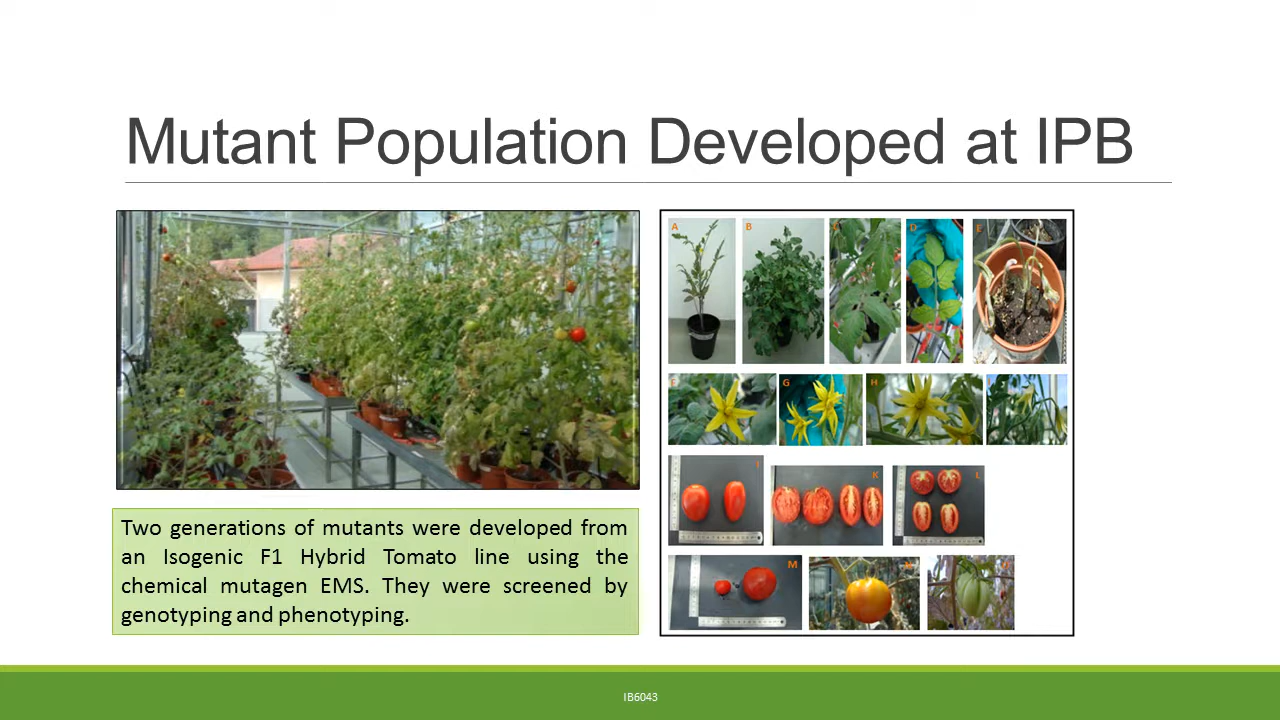 Mutant Population Developed at IPB
Two generations of mutants were developed from
an Isogenic F1 Hybrid Tomato line using the
chemical mutagen EMS. They were screened by
genotyping and phenotyping.
A
B
D
E
F
G
H
K
L
M
IB6043